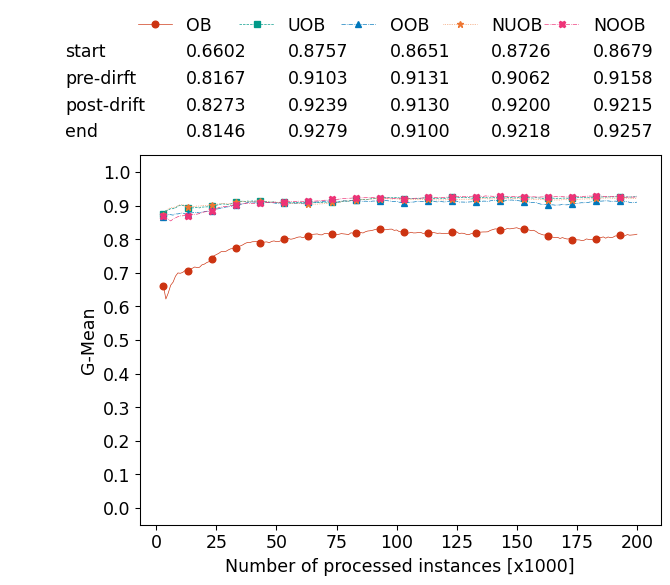 OB UOB OOB NUOB NOOB
start 0.6602 0.8757 0.8651 0.8726 0.8679
pre-dirft 0.8167 0.9103 0.9131 0.9062 0.9158
post-drift 0.8273 0.9239 0.9130 0.9200 0.9215
end 0.8146 0.9279 0.9100 0.9218 0.9257
1.0
0.9
0.8
0.7
0.6
0.5
0.4
0.3
0.2
0.1
0.0
G-Mean
0 25 50 75 100 125 150 175 200
Number of processed instances [x1000]